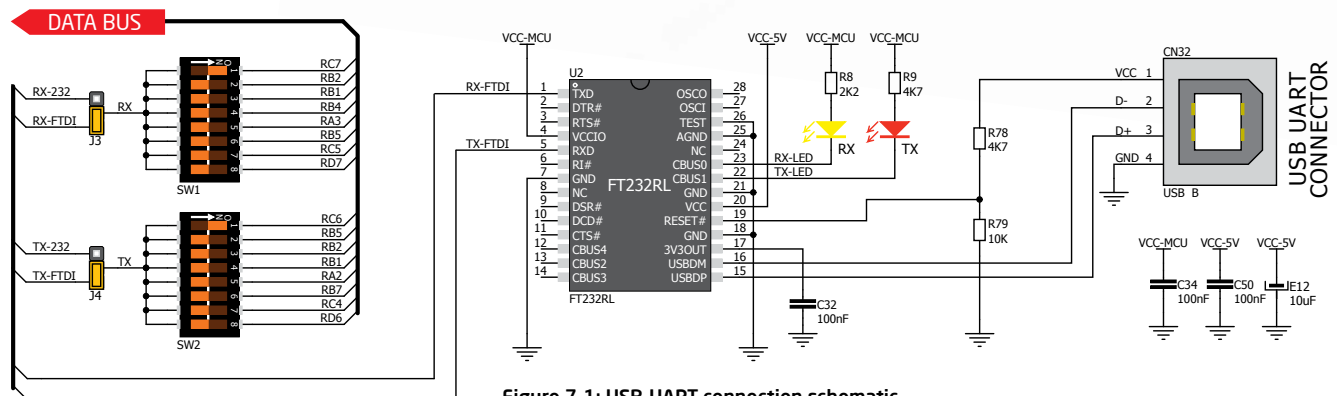 DATA BUS
RX-232
RX-FTDI
J3
RX
O
N
1
2
3
4
5
6
7
8
SW1
RC7
RB2
RB1
RB4
RA3
RB5
RC5
RD7
TX-232
TX-FTDI
J4
TX
O
N
1
2
3
4
5
6
7
8
SW2
RC6
RB5
RB2
RB1
RA2
RB7
RC4
RD6
VCC-MCU
RX-FTDI
TX-FTDI
U2
1 TXD
2 DTR#
3 RTS#
4 VCCIO
5 RXD
6 RI#
7 GND
8 NC
9 DSR#
10 DCD#
11 CTS#
12 CBUS4
13 CBUS2
14 CBUS3
FT232RL
OSCO 28
OSCI 27
TEST 26
AGND 25
NC 24
CBUS0 23
CBUS1 22
GND 21
VCC 20
RESET# 19
GND 18
3V3OUT 17
USBDM 16
USBDP 15
FT232RL
VCC-5V
VCC-MCU
VCC-MCU
R8
2K2
R9
4K7
RX
TX
RX-LED
TX-LED
C32
100nF
R78
4K7
R79
10K
CN32
VCC 1
D- 2
D+ 3
GND 4
USB B
USB UART
CONNECTOR
VCC-MCU
C34
100nF
VCC-5V
C50
100nF
VCC-5V
E12
10uF
Figure 7-1: USB UART connection schematic